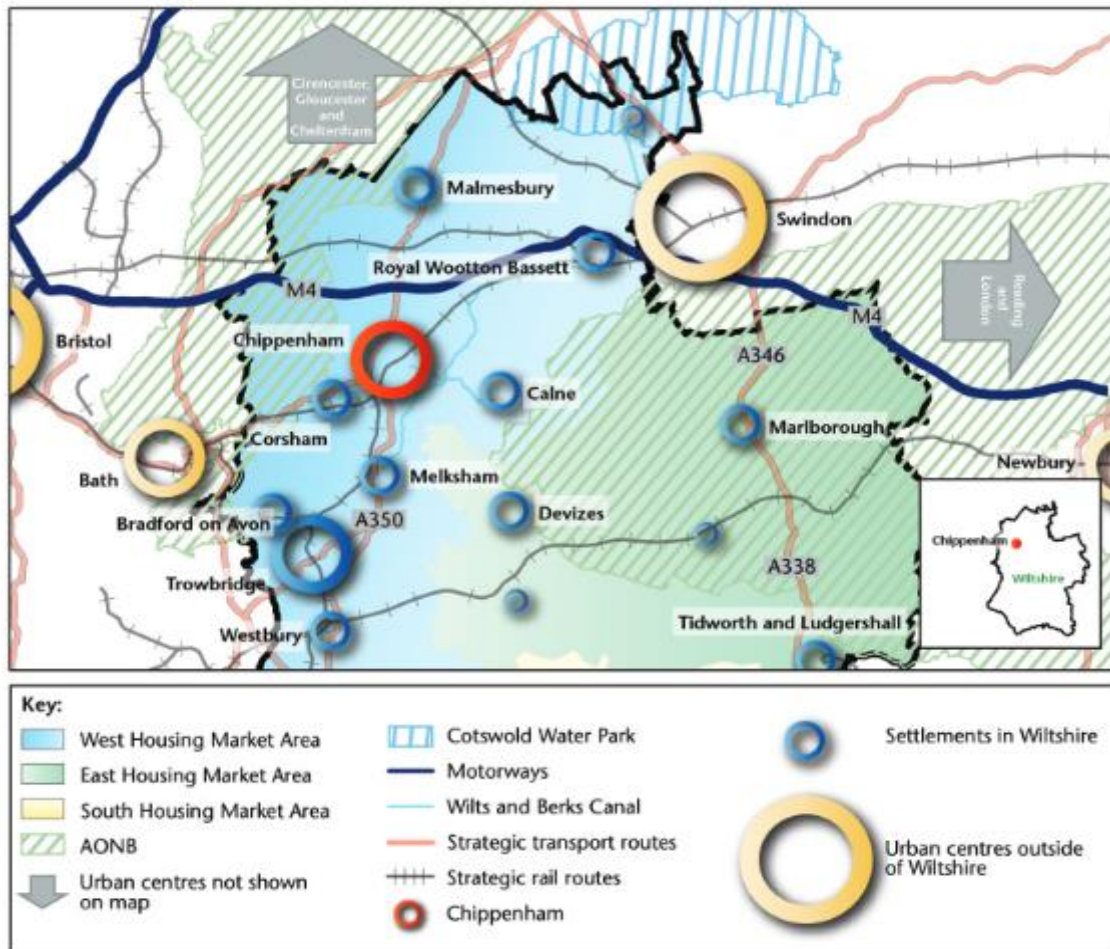 Cirencester,
Gloucester
and
Cheltenham
Malmesbury
Swindon
Royal Wootton Bassett
Reading
and
London
M4
M4
Bristol
Chippenham
A346
Calne
Corsham
Marlborough
Bath
Melksham
Newbury
Bradford on Avon
A350
Devizes
Chippenham
Wiltshire
Trowbridge
A338
Westbury
Tidworth and Ludgershall
Key:
West Housing Market Area
East Housing Market Area
South Housing Market Area
AONB
Urban centres not shown
on map
Cotswold Water Park
Motorways
Wilts and Berks Canal
Strategic transport routes
Strategic rail routes
Chippenham
Settlements in Wiltshire
Urban centres outside
of Wiltshire